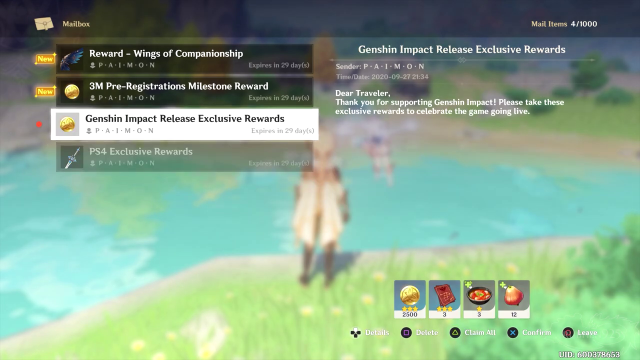 Mailbox
Mail Items 4/1000
New
Reward - Wings of Companionship
P·A·I·M·O·N
Expires in 29 day(s)
New
3M Pre-Registrations Milestone Reward
P·A·I·M·O·N
Expires in 29 day(s)
Genshin Impact Release Exclusive Rewards
P·A·I·M·O·N
Expires in 29 day(s)
PS4 Exclusive Rewards
P·A·I·M·O·N
Expires in 29 day(s)
Genshin Impact Release Exclusive Rewards
Sender: P·A·I·M·O·N
Time/Date: 2020-09-27 21:34
Dear Traveler,
Thank you for supporting Genshin Impact! Please take these
exclusive rewards to celebrate the game going live.
2500
3
3
12
Details
Delete
Claim All
Confirm
Leave
UID: 600378653